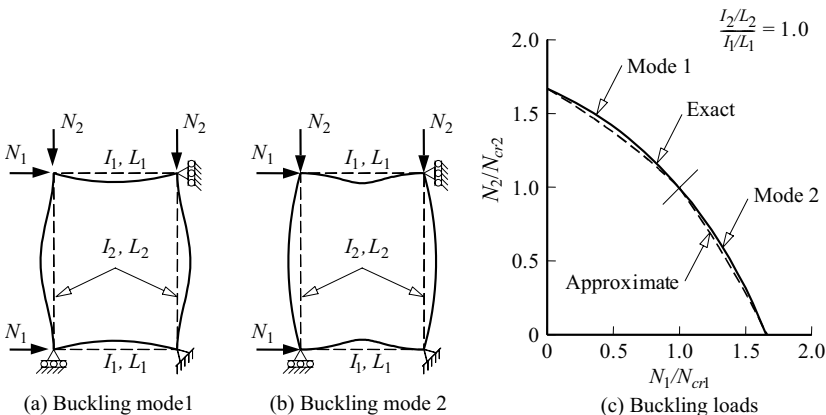 N2 N2
N1 I1, L1
I2, L2
N1 I1, L1
(a) Buckling mode1
N2 N2
N1 I1, L1
I2, L2
N1 I1, L1
(b) Buckling mode 2
I2/L2
I1/L1 = 1.0
2.0
1.5
1.0
0.5
0
N2/Ncr2
Mode 1
Exact
Mode 2
Approximate
0 0.5 1.0 1.5 2.0
N1/Ncr1
(c) Buckling loads